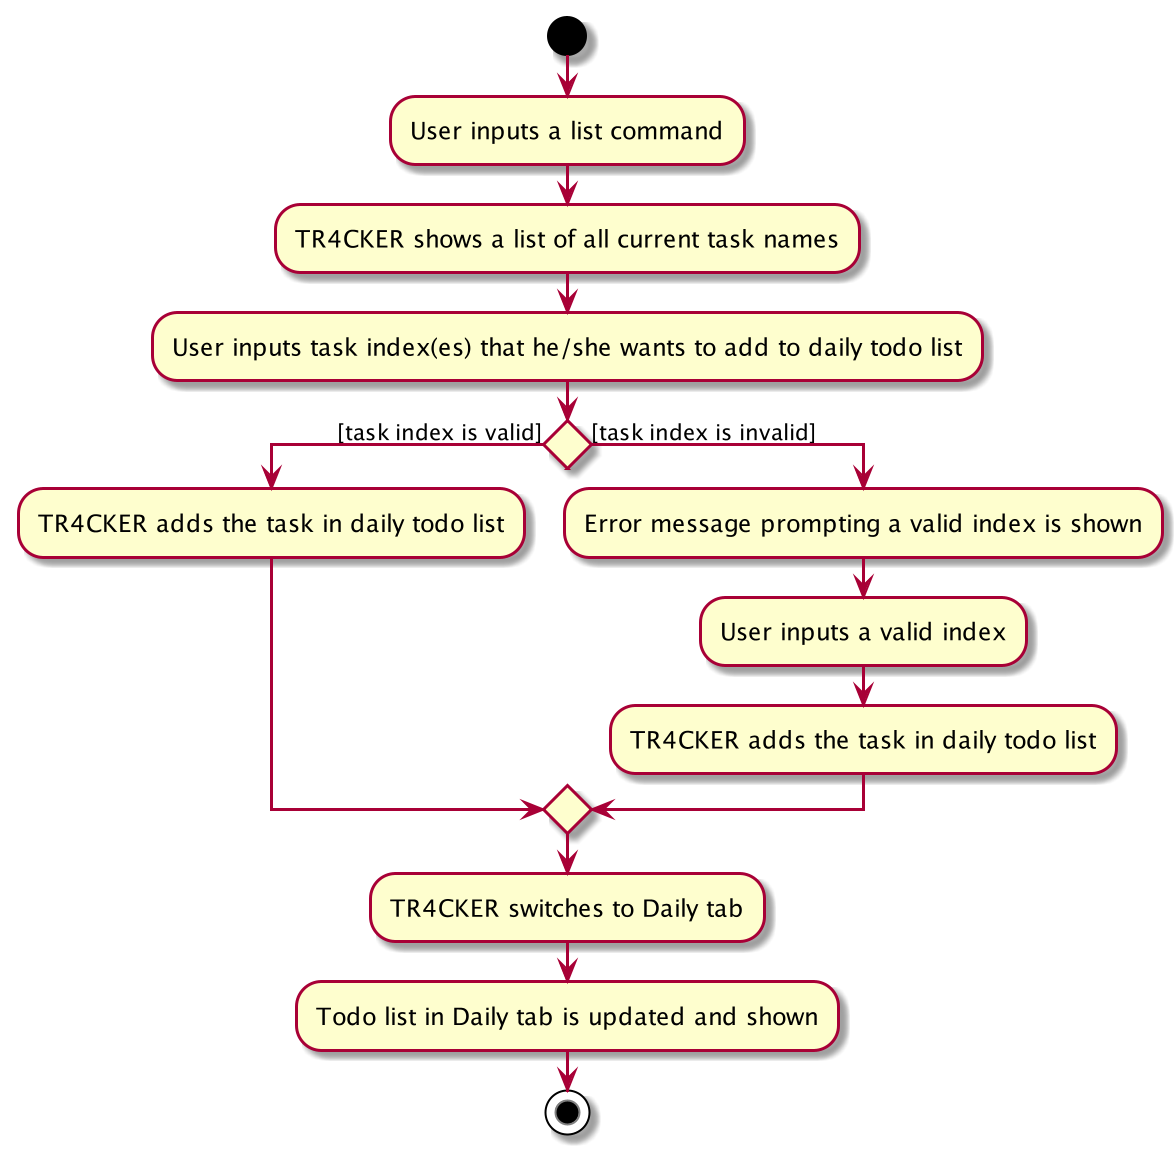 User inputs a list command
TR4CKER shows a list of all current task names
User inputs task index(es) that he/she wants to add to daily todo list
[task index is valid]
[task index is invalid]
TR4CKER adds the task in daily todo list
Error message prompting a valid index is shown
User inputs a valid index
TR4CKER adds the task in daily todo list
TR4CKER switches to Daily tab
Todo list in Daily tab is updated and shown